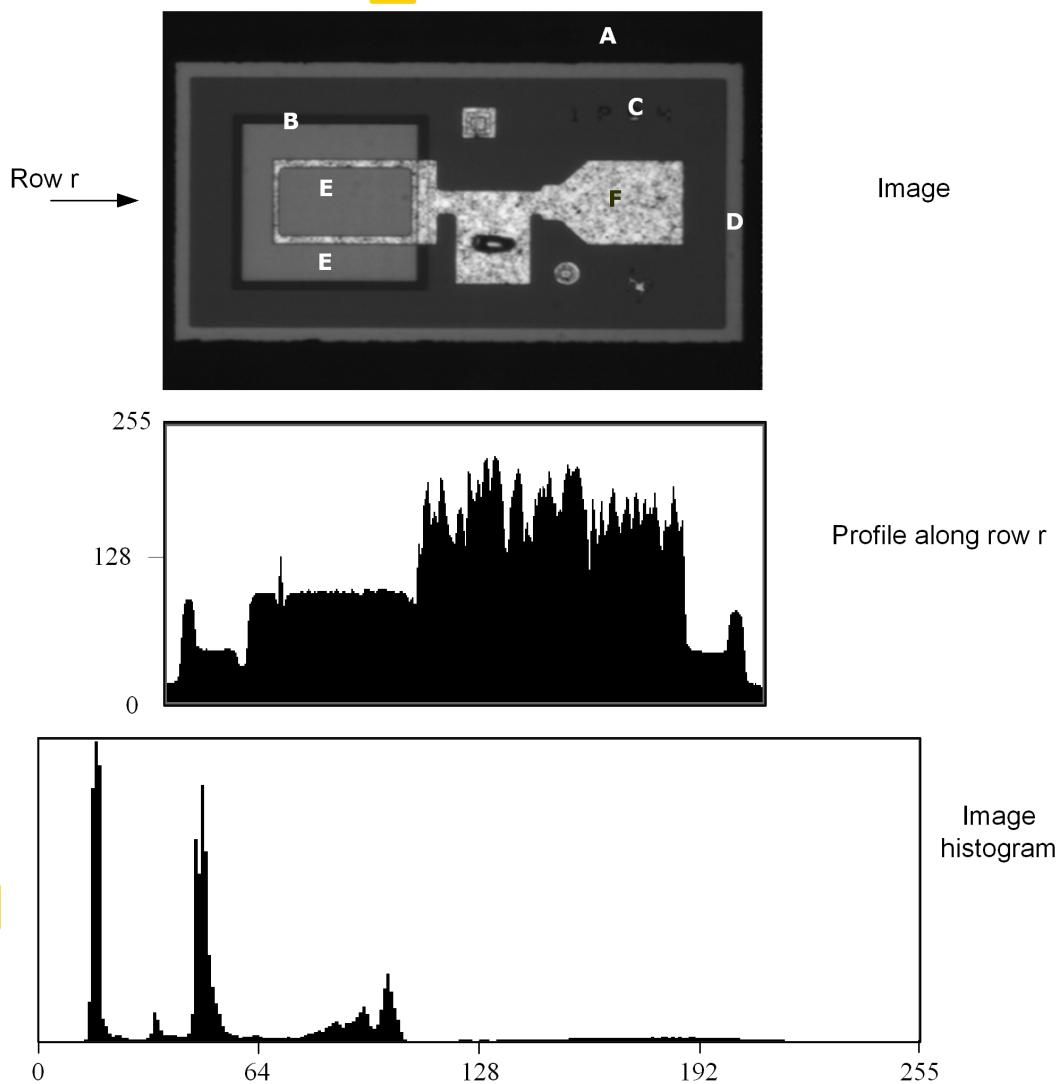 A
B
C
Row r
E
F
Image
D
E
255
128
Profile along row r
0
Image
histogram
0 64 128 192 255